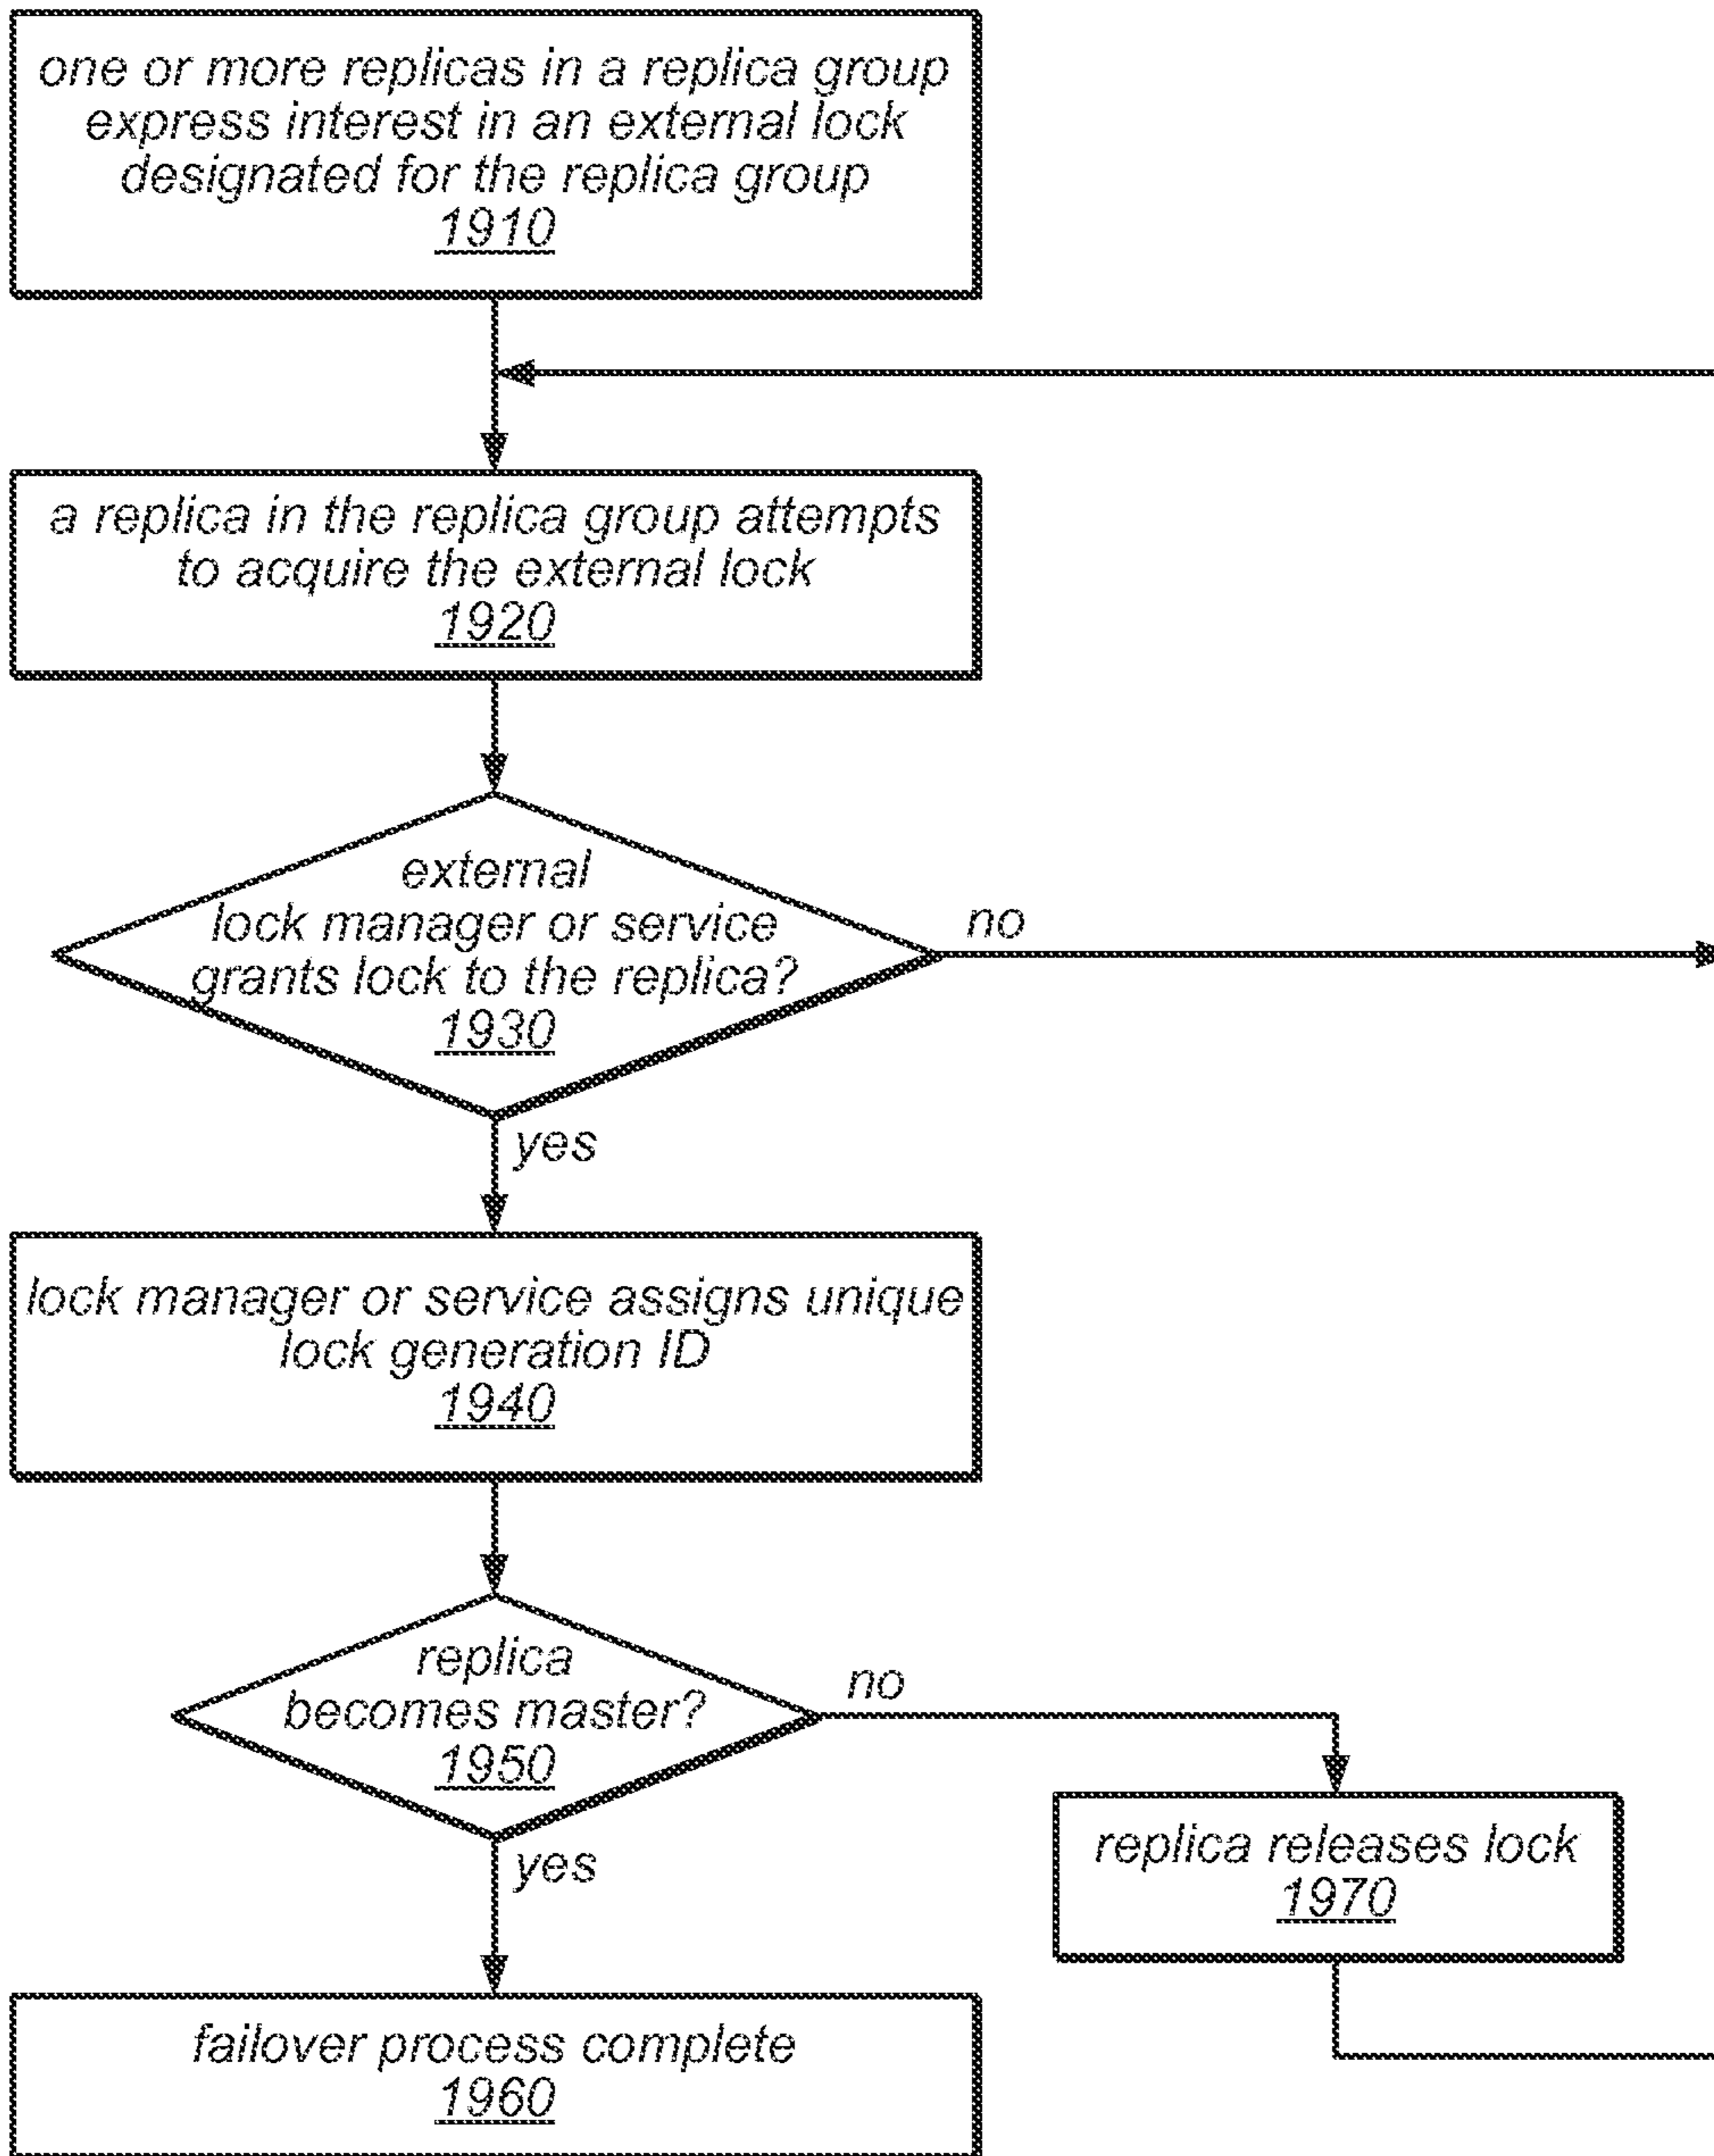 one or more replicas in a replica group
express interest in an external lock
designated for the replica group
1910
a replica in the replica group attempts
to acquire the external lock
1920
external
lock manager or service
grants lock to the replica?
1930
no
yes
lock manager or service assigns unique
lock generation ID
1940
replica
becomes master?
1950
no
yes
replica releases lock
1970
failover process complete
1960